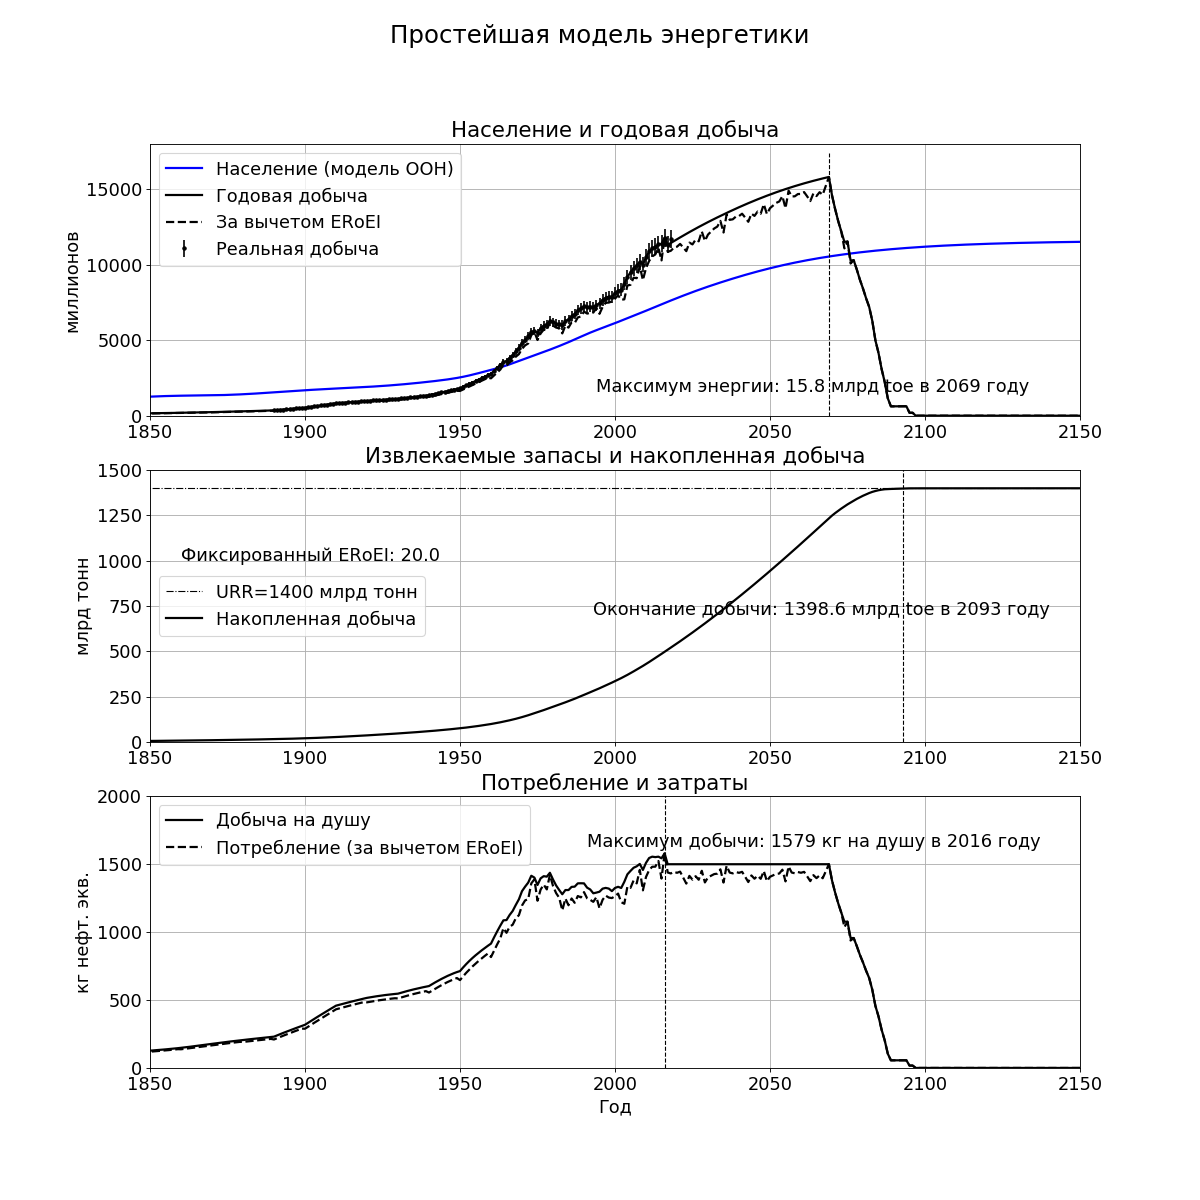 Простейшая модель энергетики
Население и годовая добыча
миллионов
15000
10000
5000
0
Население (модель ООН)
Годовая добыча
За вычетом ERoEI
Реальная добыча
Максимум энергии: 15.8 млрд toe в 2069 году
1850 1900 1950 2000 2050 2100 2150
Извлекаемые запасы и накопленная добыча
млрд тонн
1500
1250
1000
750
500
250
0
Фиксированный ERoEI: 20.0
URR=1400 млрд тонн
Накопленная добыча
Окончание добычи: 1398.6 млрд toe в 2093 году
1850 1900 1950 2000 2050 2100 2150
Потребление и затраты
кг нефт. экв.
2000
1500
1000
500
0
Добыча на душу
Потребление (за вычетом ERoEI)
Максимум добычи: 1579 кг на душу в 2016 году
1850 1900 1950 2000 2050 2100 2150
Год